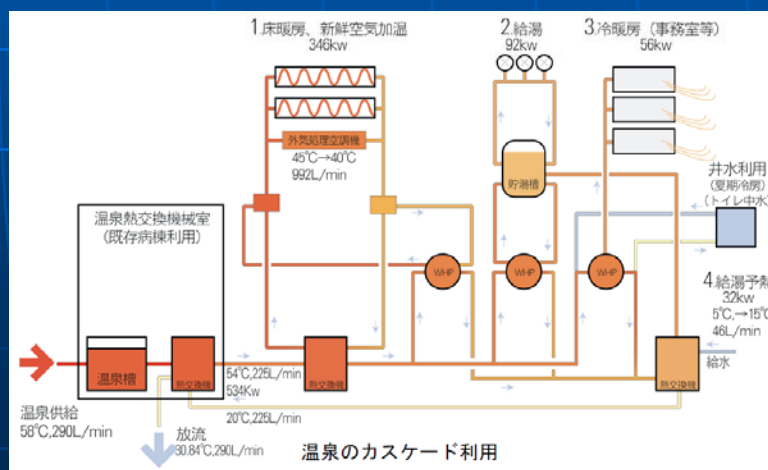 1.床暖房、新鮮空気加温
346kw
2.給湯
92kw
3.冷暖房（事務室等）
56kw
外気処理空調機
45℃→40℃
992L/min
貯湯槽
井水利用
(夏期冷房)
(トイレ中水)
温泉熱交換機械室
(既存病棟利用)
WHP
WHP
WHP
4.給湯予熱
32kw
5℃,→15℃
46L/min
給水
温泉槽
熱交換機
熱交換機
熱交換機
54℃,225L/min
534Kw
20℃,225L/min
温泉供給
58℃,290L/min
放流
30.84℃,290L/min
温泉のカスケード利用